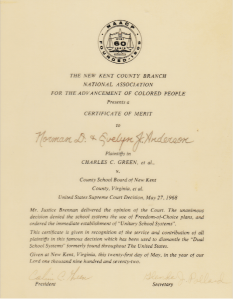 NAACP
60
FOUNDED 1909
THE NEW KENT COUNTY BRANCH
NATIONAL ASSOCIATION
FOR THE ADVANCEMENT OF COLORED PEOPLE
Presents a
CERTIFICATE OF MERIT
to
Norman D. & Evelyn J. Anderson
Plaintiffs in
CHARLES C. GREEN, et al.,
v.
County School Board of New Kent
County, Virginia, et al.
United States Supreme Court Decision, May 27, 1968
Mr. Justice Brennan delivered the opinion of the Court. The unanimous
decision denied the school systems the use of Freedom-of-Choice plans, and
ordered the immediate establishment of "Unitary School Systems".
This certificate is given in recognition of the service and contribution of all
plaintiffs in this famous decision which has been used to dismantle the "Dual
School Systems" formerly found throughout The United States.
Given at New Kent, Virginia, this twenty-first day of May, in the year of our
Lord one thousand nine hundred and seventy-two.
President Secretary